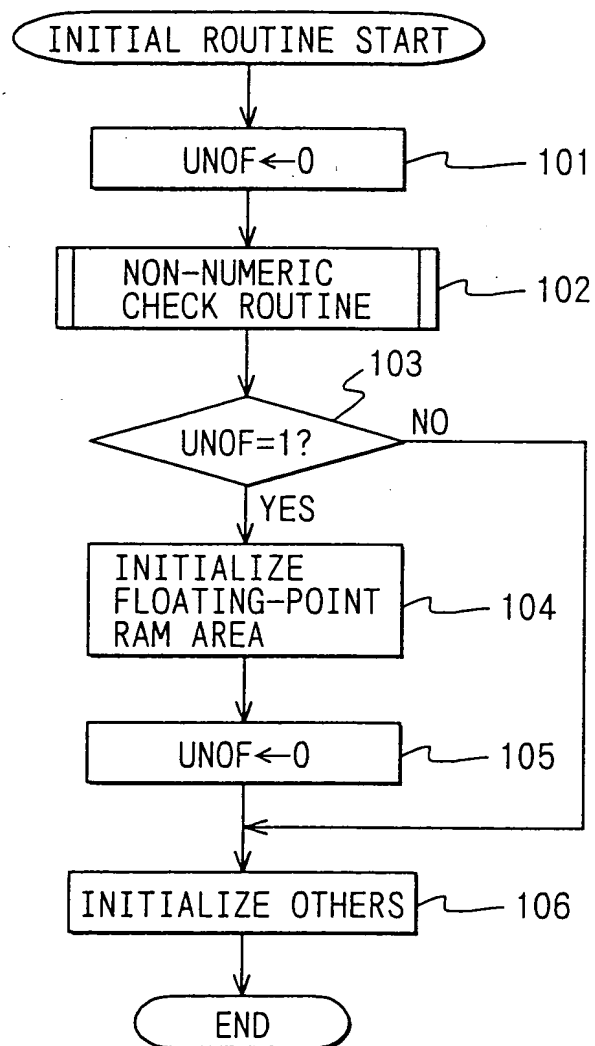 INITIAL ROUTINE START
UNOF←0
101
NON-NUMERIC
CHECK ROUTINE
102
103
UNOF=1?
NO
YES
INITIALIZE
FLOATING-POINT
RAM AREA
104
UNOF←0
105
INITIALIZE OTHERS
106
END